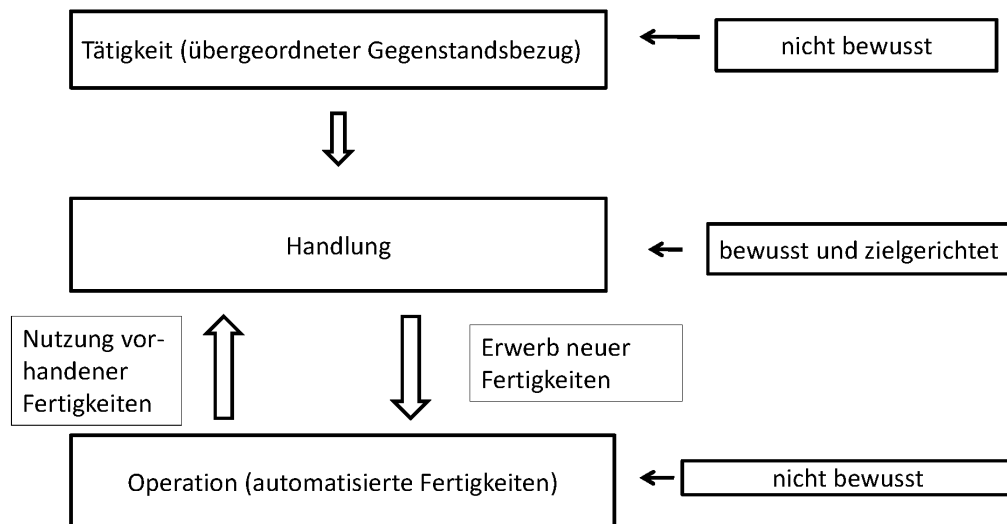 Tätigkeit (übergeordneter Gegenstandsbezug)
nicht bewusst
Handlung
bewusst und zielgerichtet
Nutzung vor-
handener
Fertigkeiten
Erwerb neuer
Fertigkeiten
Operation (automatisierte Fertigkeiten)
nicht bewusst